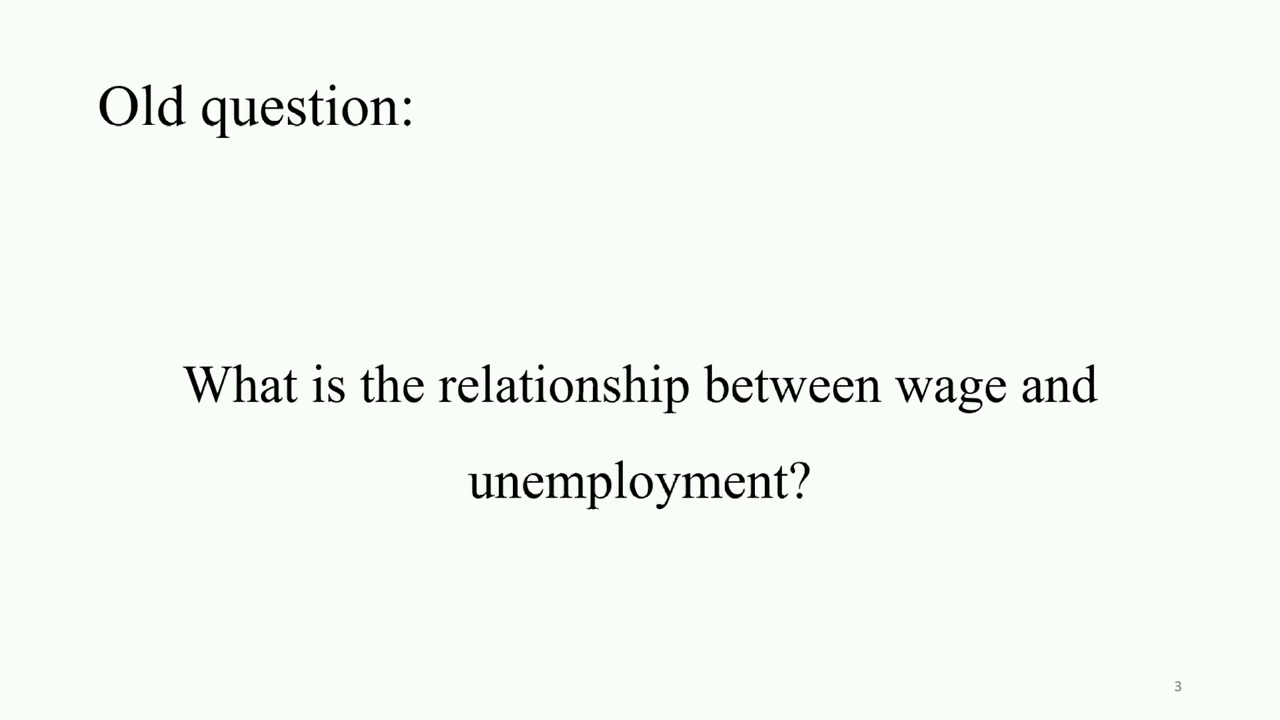 Old question:
What is the relationship between wage and
unemployment?
3